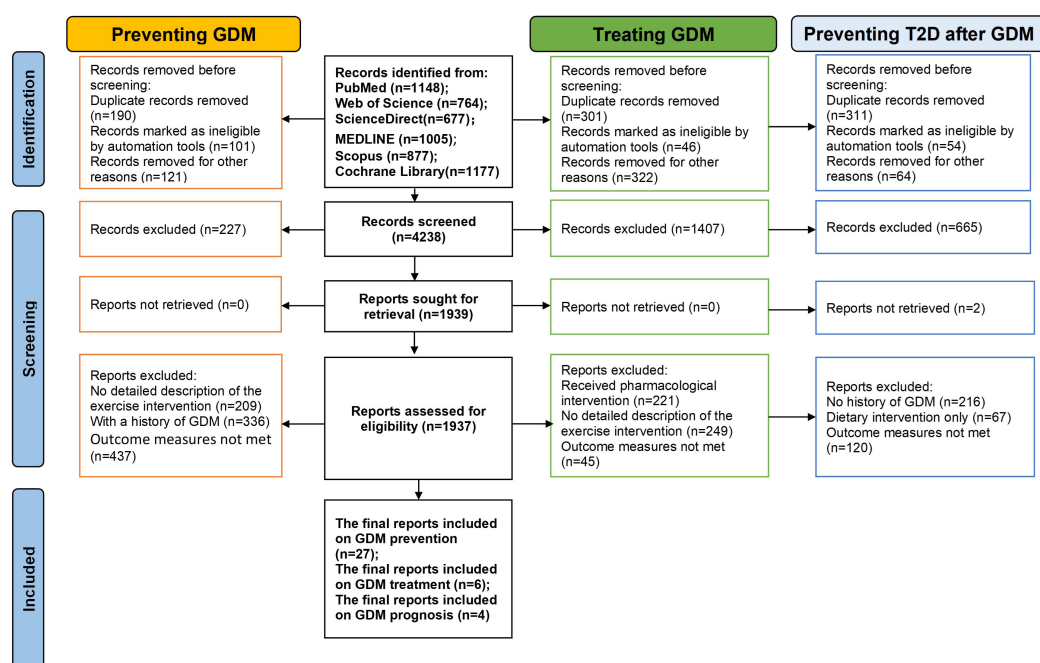 Preventing GDM
Treating GDM
Preventing T2D after GDM
Identification
Records removed before
screening:
Duplicate records removed
(n=190)
Records marked as ineligible
by automation tools (n=101)
Records removed for other
reasons (n=121)
Records identified from:
PubMed (n=1148);
Web of Science (n=764);
ScienceDirect(n=677);
MEDLINE (n=1005);
Scopus (n=877);
Cochrane Library(n=1177)
Records removed before
screening:
Duplicate records removed
(n=301)
Records marked as ineligible
by automation tools (n=46)
Records removed for other
reasons (n=322)
Records removed before
screening:
Duplicate records removed
(n=311)
Records marked as ineligible
by automation tools (n=54)
Records removed for other
reasons (n=64)
Screening
Records excluded (n=227)
Records screened
(n=4238)
Records excluded (n=1407)
Records excluded (n=665)
Reports not retrieved (n=0)
Reports sought for
retrieval (n=1939)
Reports not retrieved (n=0)
Reports not retrieved (n=2)
Reports excluded:
No detailed description of the
exercise intervention (n=209)
With a history of GDM (n=336)
Outcome measures not met
(n=437)
Reports assessed for
eligibility (n=1937)
Reports excluded:
Received pharmacological
intervention (n=221)
No detailed description of the
exercise intervention (n=249)
Outcome measures not met
(n=45)
Reports excluded:
No history of GDM (n=216)
Dietary intervention only (n=67)
Outcome measures not met
(n=120)
Included
The final reports included
on GDM prevention
(n=27);
The final reports included
on GDM treatment (n=6);
The final reports included
on GDM prognosis (n=4)